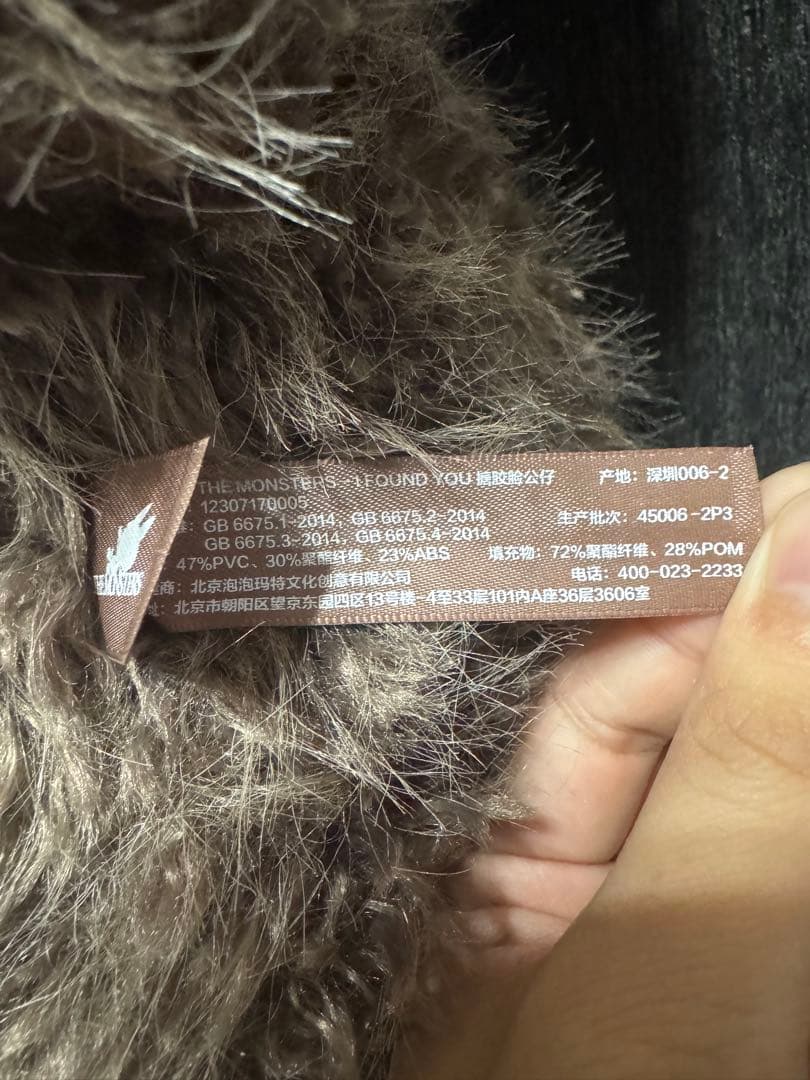 THE MONSTERS
THE MONSTERS I FOUND YOU 搪胶脸公仔 产地：深圳006-2
12307170005
GB 6675.1-2014，GB 6675.2-2014 生产批次：45006-2P3
GB 6675.3-2014，GB 6675.4-2014
47%PVC、30%聚酯纤维、23%ABS 填充物：72%聚酯纤维、28%POM
商：北京泡泡玛特文化创意有限公司 电话：400-023-2233
北京市朝阳区望京东园四区13号楼-4至33层101内A座36层3606室